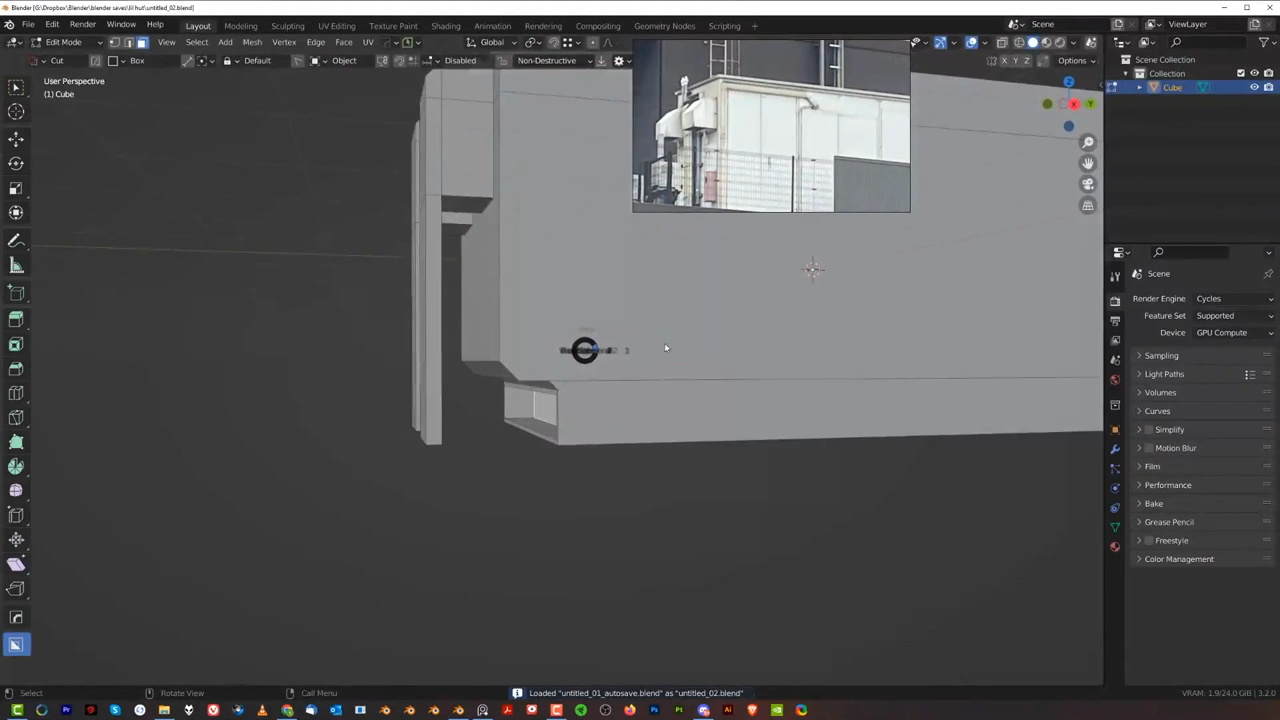 Blender [G:\Dropbox\Blender\blender saves\lil hut\untitled_02.blend]
File Edit Render Window Help Layout Modeling Sculpting UV Editing Texture Paint Shading Animation Rendering Compositing Geometry Nodes Scripting + Scene ViewLayer
Edit Mode View Select Add Mesh Vertex Edge Face UV Global
Cut Box Default Object Disabled Non-Destructive X Y Z Options
User Perspective
(1) Cube
Z
X
Y
Scene Collection
Collection
Cube
Scene
Render Engine Cycles
Feature Set Supported
Device GPU Compute
Sampling
Light Paths
Volumes
Curves
Simplify
Motion Blur
Film
Performance
Bake
Grease Pencil
Freestyle
Color Management
Select Rotate View Call Menu Loaded "untitled_01_autosave.blend" as "untitled_02.blend" VRAM: 1.9/24.0 GiB | 3.2.0